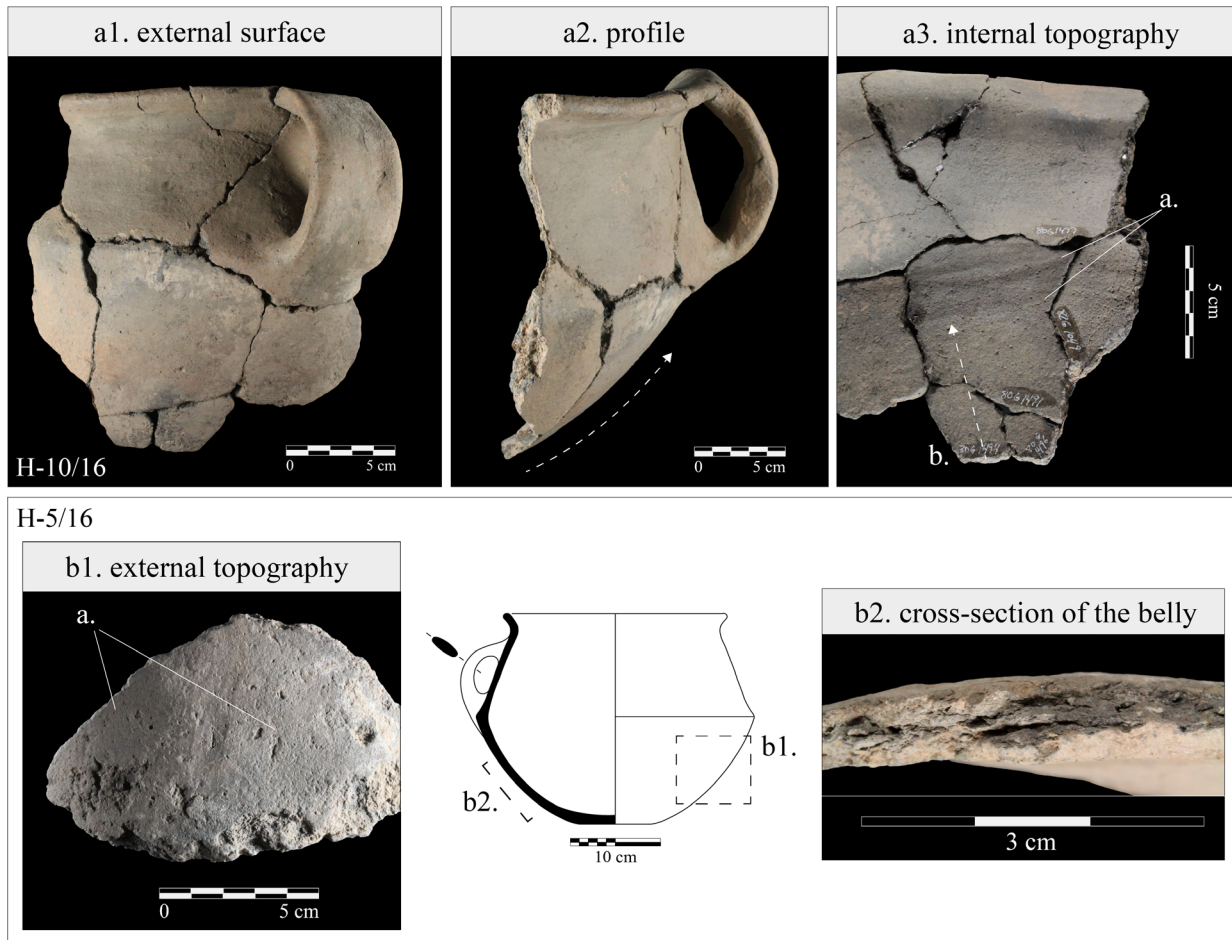 a1. external surface
a2. profile
a3. internal topography
a.
b.
5 cm
H-10/16
0 5 cm
0 5 cm
H-5/16
b1. external topography
a.
0 5 cm
b1.
b2.
10 cm
b2. cross-section of the belly
3 cm